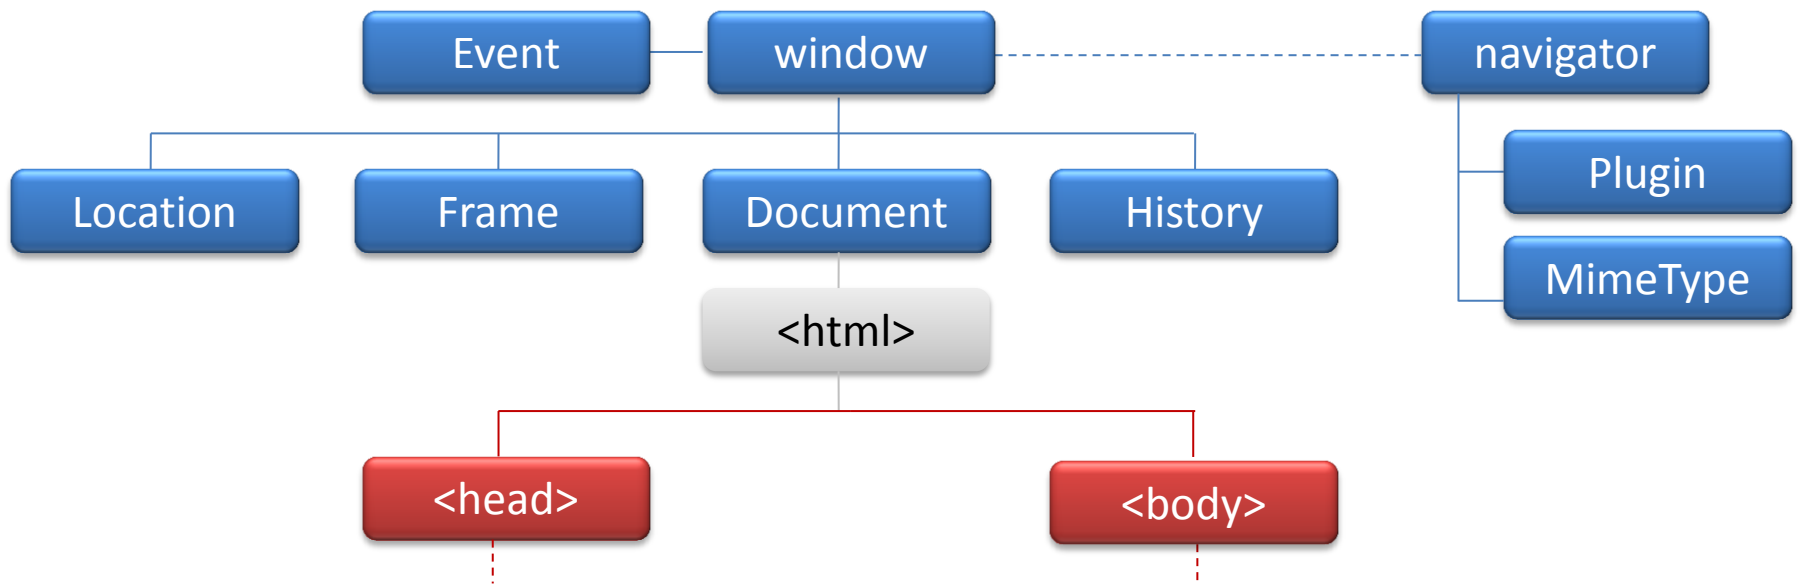 Event
window
navigator
Location
Frame
Document
History
Plugin
MimeType
<html>
<head>
<body>